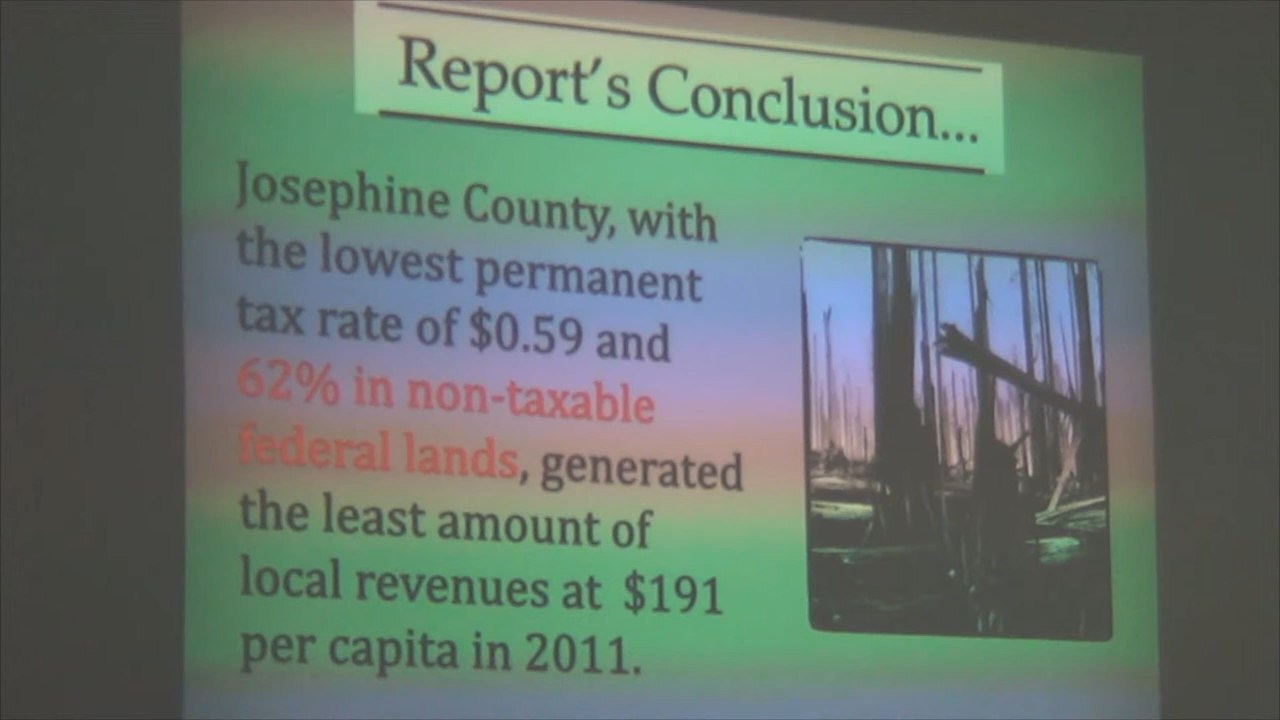 Report's Conclusion...
Josephine County, with
the lowest permanent
tax rate of $0.59 and
62% in non-taxable
federal lands, generated
the least amount of
local revenues at $191
per capita in 2011.